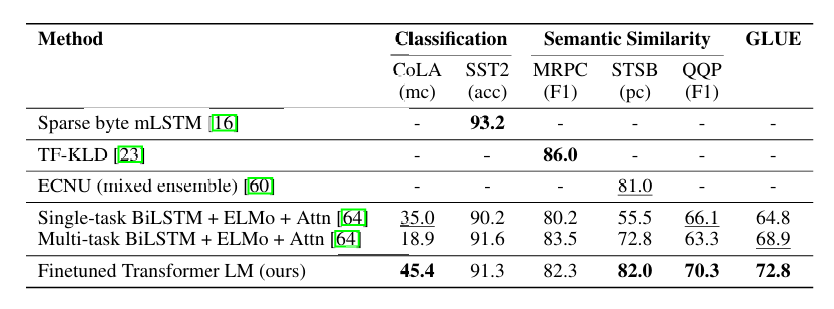 Method Classification Semantic Similarity GLUE
CoLA SST2 MRPC STSB QQP
(mc) (acc) (F1) (pc) (F1)
Sparse byte mLSTM [16] - 93.2 - - - -
TF-KLD [23] - - 86.0 - - -
ECNU (mixed ensemble) [60] - - - 81.0 - -
Single-task BiLSTM + ELMo + Attn [64] 35.0 90.2 80.2 55.5 66.1 64.8
Multi-task BiLSTM + ELMo + Attn [64] 18.9 91.6 83.5 72.8 63.3 68.9
Finetuned Transformer LM (ours) 45.4 91.3 82.3 82.0 70.3 72.8